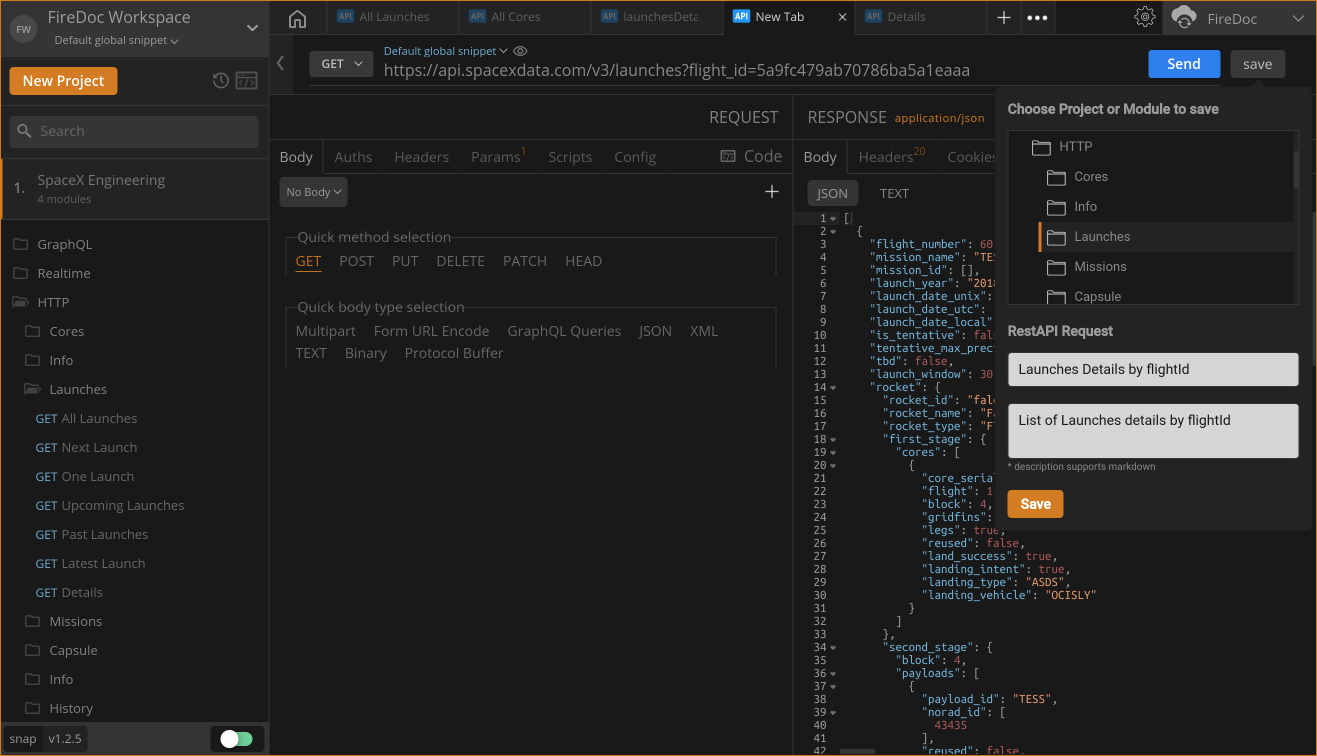 FW
FireDoc Workspace
Default global snippet
New Project
Search
1.
SpaceX Engineering
4 modules
GraphQL
Realtime
HTTP
Cores
Info
Launches
GET All Launches
GET Next Launch
GET One Launch
GET Upcoming Launches
GET Past Launches
GET Latest Launch
GET Details
Missions
Capsule
Info
History
snap v1.2.5
API All Launches
API All Cores
API launchesDeta
API New Tab
API Details
FireDoc
GET
Default global snippet
https://api.spacexdata.com/v3/launches?flight_id=5a9fc479ab70786ba5a1eaaa
Send
save
REQUEST
Body Auths Headers Params 1 Scripts Config Code
No Body
Quick method selection
GET POST PUT DELETE PATCH HEAD
Quick body type selection
Multipart Form URL Encode GraphQL Queries JSON XML
TEXT Binary Protocol Buffer
RESPONSE application/json
Body Headers 20 Cookies
JSON TEXT
1 [
2 {
3 "flight_number": 60
4 "mission_name": "TES
5 "mission_id": [],
6 "launch_year": "2018
7 "launch_date_unix":
8 "launch_date_utc":
9 "launch_date_local"
10 "is_tentative": fals
11 "tentative_max_prec
12 "tbd": false,
13 "launch_window": 30
14 "rocket": {
15 "rocket_id": "falc
16 "rocket_name": "Fa
17 "rocket_type": "FT
18 "first_stage": {
19 "cores": [
20 {
21 "core_serial
22 "flight": 1
23 "block": 4,
24 "gridfins":
25 "legs": true,
26 "reused": false,
27 "land_success": true,
28 "landing_intent": true,
29 "landing_type": "ASDS",
30 "landing_vehicle": "OCISLY"
31 }
32 ]
33 },
34 "second_stage": {
35 "block": 4,
36 "payloads": [
37 {
38 "payload_id": "TESS",
39 "norad_id": [
40 43435
41 ],
42 "reused": false,
Choose Project or Module to save
HTTP
Cores
Info
Launches
Missions
Capsule
RestAPI Request
Launches Details by flightId
List of Launches details by flightId
* description supports markdown
Save